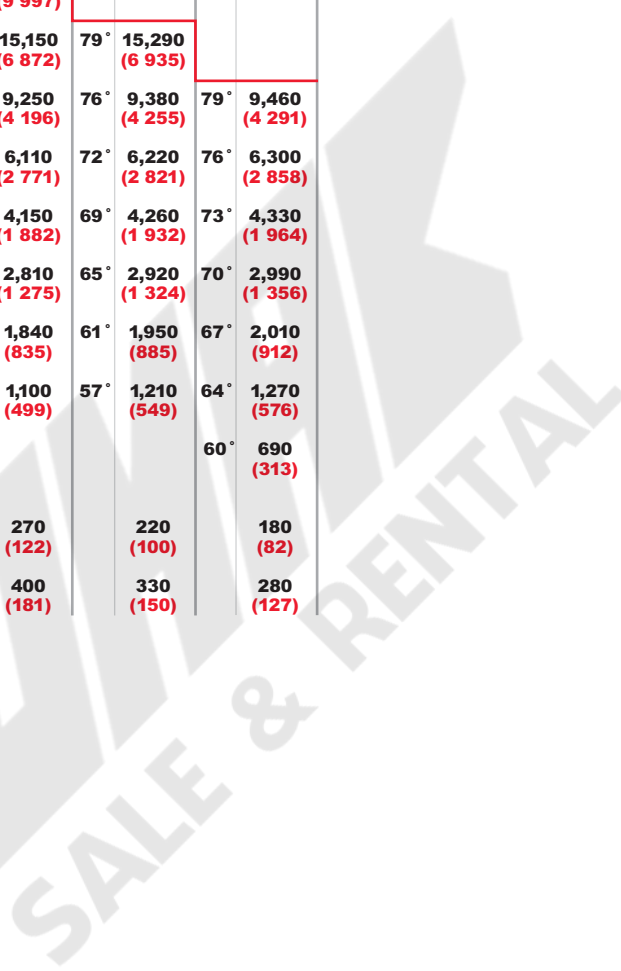 (9 997)
15,150 79° 15,290
(6 872) (6 935)
9,250 76° 9,380 79° 9,460
(4 196) (4 255) (4 291)
6,110 72° 6,220 76° 6,300
(2 771) (2 821) (2 858)
4,150 69° 4,260 73° 4,330
(1 882) (1 932) (1 964)
2,810 65° 2,920 70° 2,990
(1 275) (1 324) (1 356)
1,840 61° 1,950 67° 2,010
(835) (885) (912)
1,100 57° 1,210 64° 1,270
(499) (549) (576)
60° 690
(313)
270 220 180
(122) (100) (82)
400 330 280
(181) (150) (127)
SALE & RENTAL